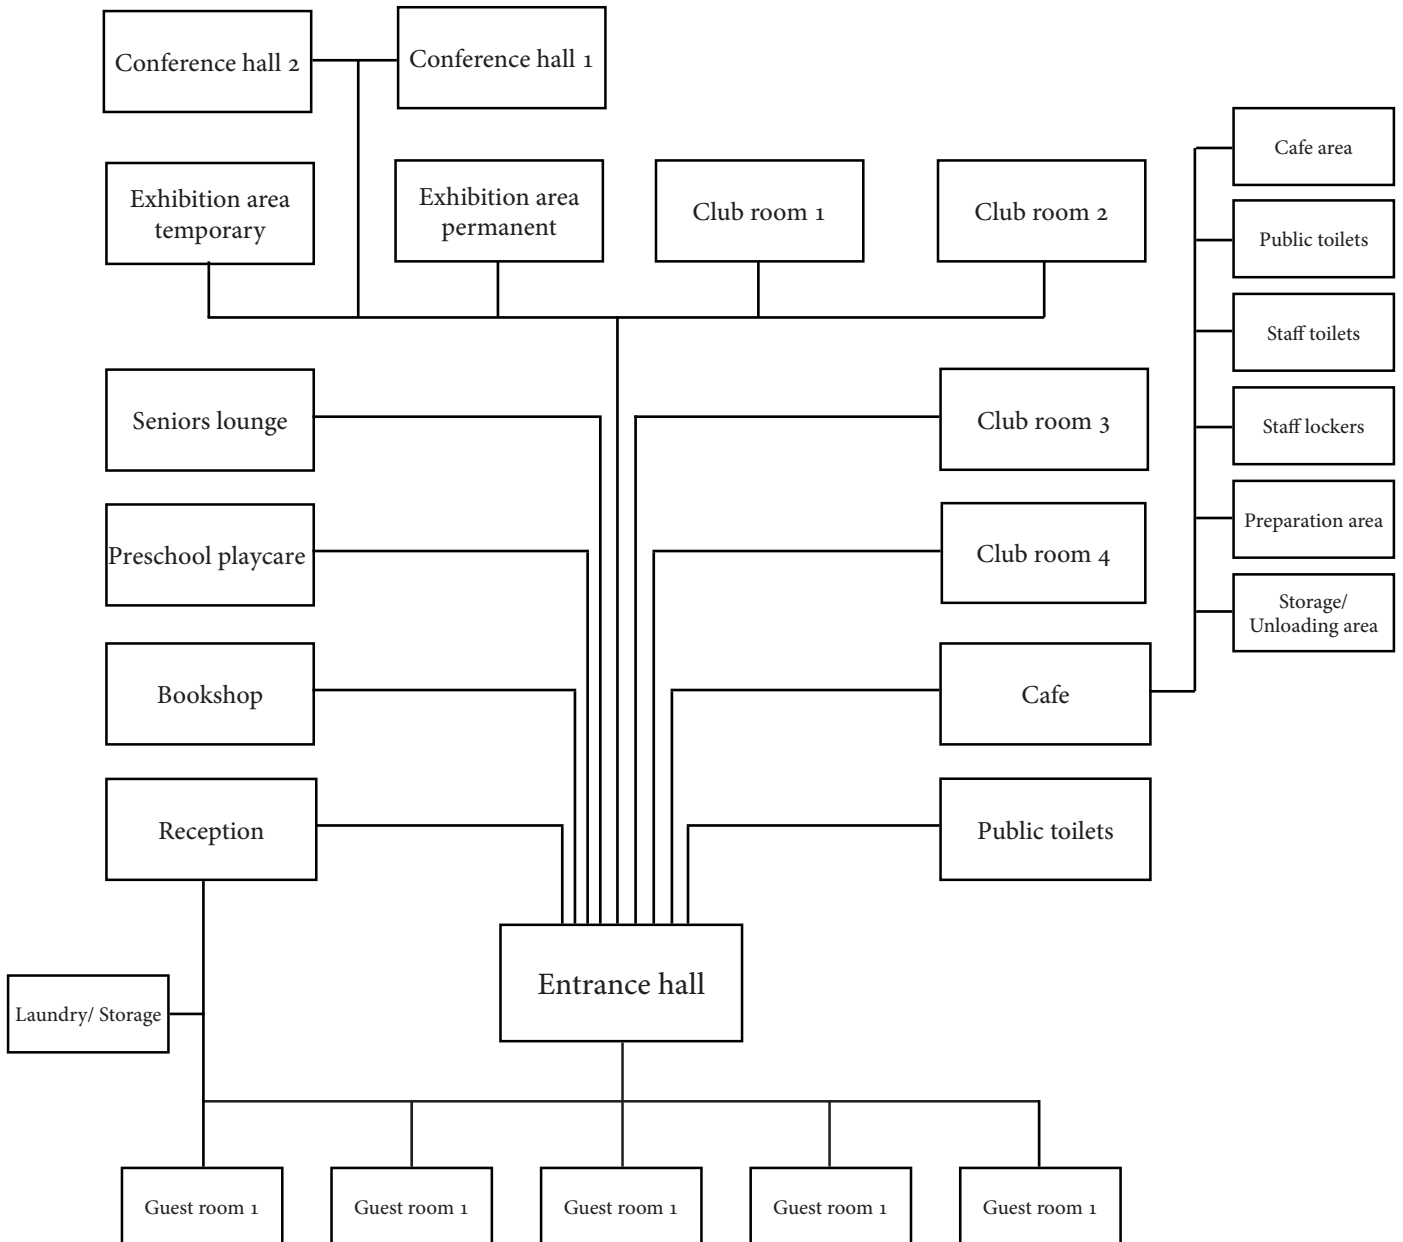 Conference hall 2
Conference hall 1
Cafe area
Exhibition area
temporary
Exhibition area
permanent
Club room 1
Club room 2
Public toilets
Staff toilets
Seniors lounge
Club room 3
Staff lockers
Preschool playcare
Club room 4
Preparation area
Storage/
Unloading area
Bookshop
Cafe
Reception
Public toilets
Entrance hall
Laundry/ Storage
Guest room 1
Guest room 1
Guest room 1
Guest room 1
Guest room 1